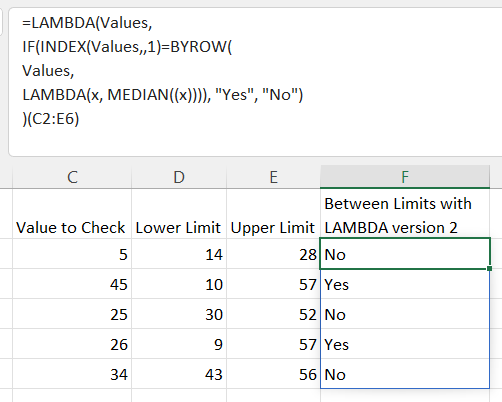 =LAMBDA(Values,
IF(INDEX(Values,,1)=BYROW(
Values,
LAMBDA(x, MEDIAN((x)))), "Yes", "No")
)(C2:E6)
C D E F
Value to Check Lower Limit Upper Limit Between Limits with
LAMBDA version 2
5 14 28 No
45 10 57 Yes
25 30 52 No
26 9 57 Yes
34 43 56 No